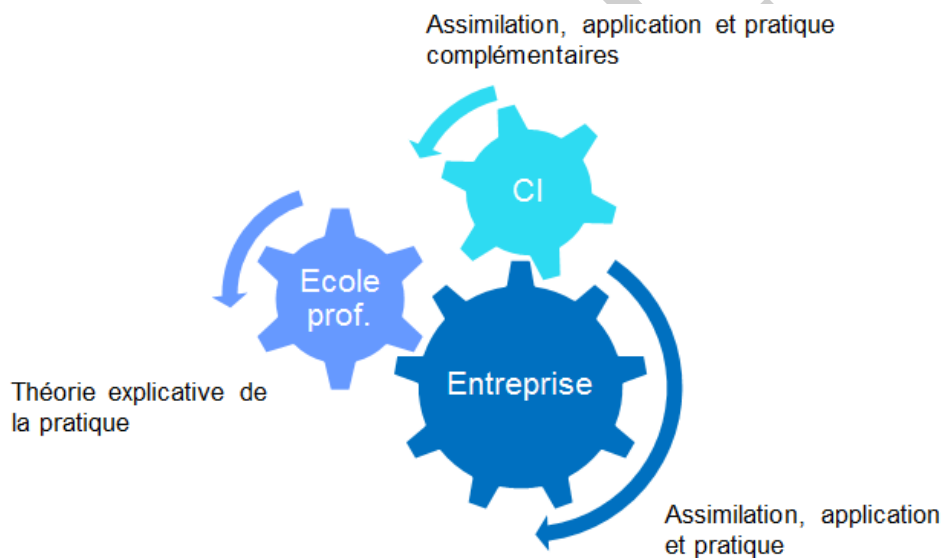 Assimilation, application et pratique
complémentaires
CI
Ecole
prof.
Entreprise
Théorie explicative de
la pratique
Assimilation, application
et pratique